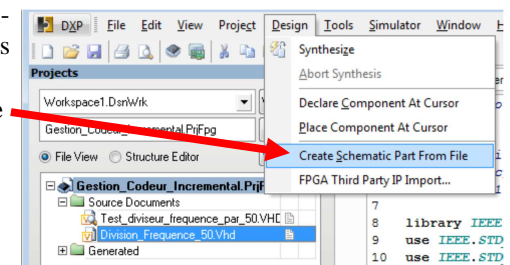 -
s
e
DXP File Edit View Project Design Tools Simulator Window H
Projects
Workspace1.DsnWrk
Gestion_Codeur_Incremental.PrjFpg
File View Structure Editor
Gestion_Codeur_Incremental.PrjF
Source Documents
Test_diviseur_frequence_par_50.VHD
Division_Frequence_50.Vhd
Generated
Synthesize
Abort Synthesis
Declare Component At Cursor
Place Component At Cursor
Create Schematic Part From File
FPGA Third Party IP Import...
7
8 library IEEE
9 use IEEE.STD
10 use IEEE.STD